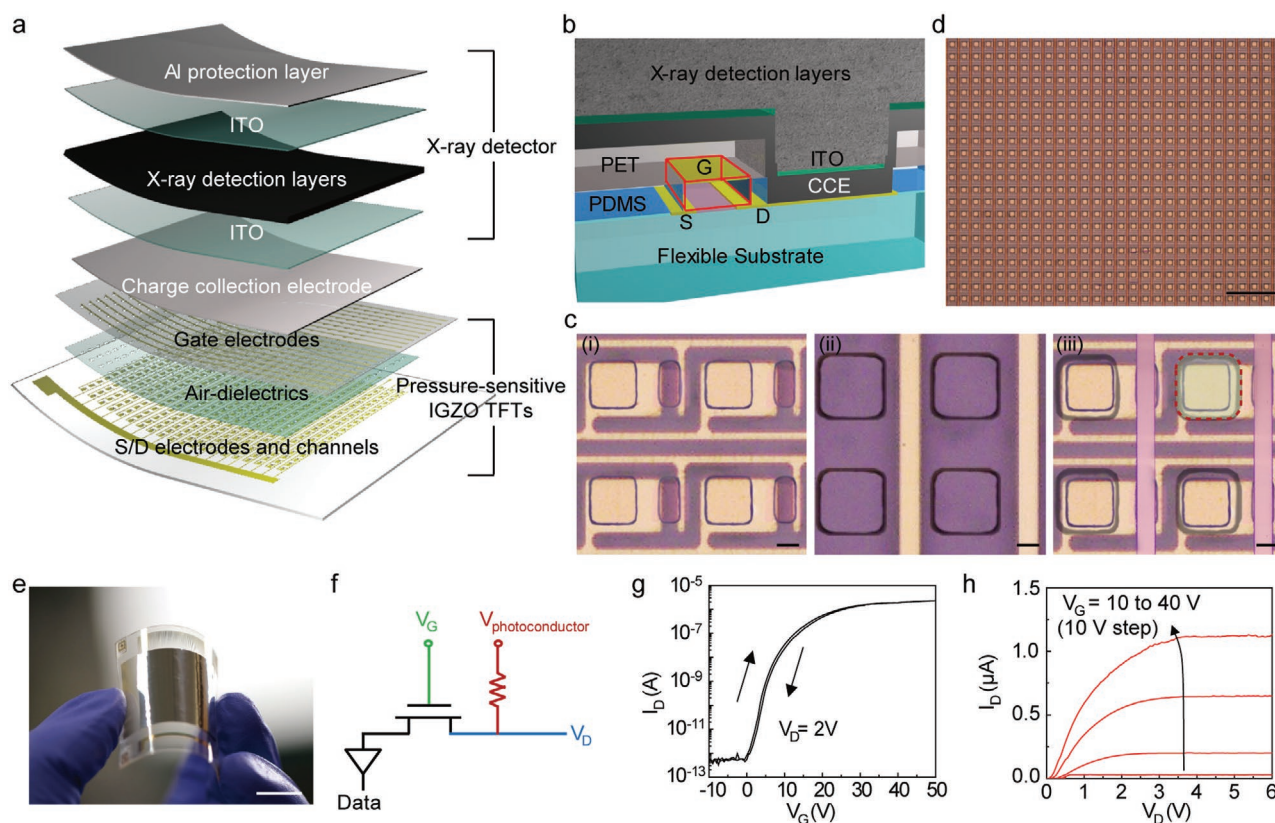 a
Al protection layer
ITO
X-ray detection layers
ITO
Charge collection electrode
Gate electrodes
Air-dielectrics
S/D electrodes and channels
X-ray detector
Pressure-sensitive
IGZO TFTs
b
X-ray detection layers
PET
G
ITO
CCE
PDMS
S
D
Flexible Substrate
d
c
(i)
(ii)
(iii)
e
f
V_G
V_photoconductor
V_D
Data
g
10^-5
10^-7
10^-9
10^-11
10^-13
I_D (A)
V_D = 2V
-10 0 10 20 30 40 50
V_G (V)
h
1.5
1.0
0.5
0.0
I_D (μA)
V_G = 10 to 40 V
(10 V step)
0 1 2 3 4 5 6
V_D (V)